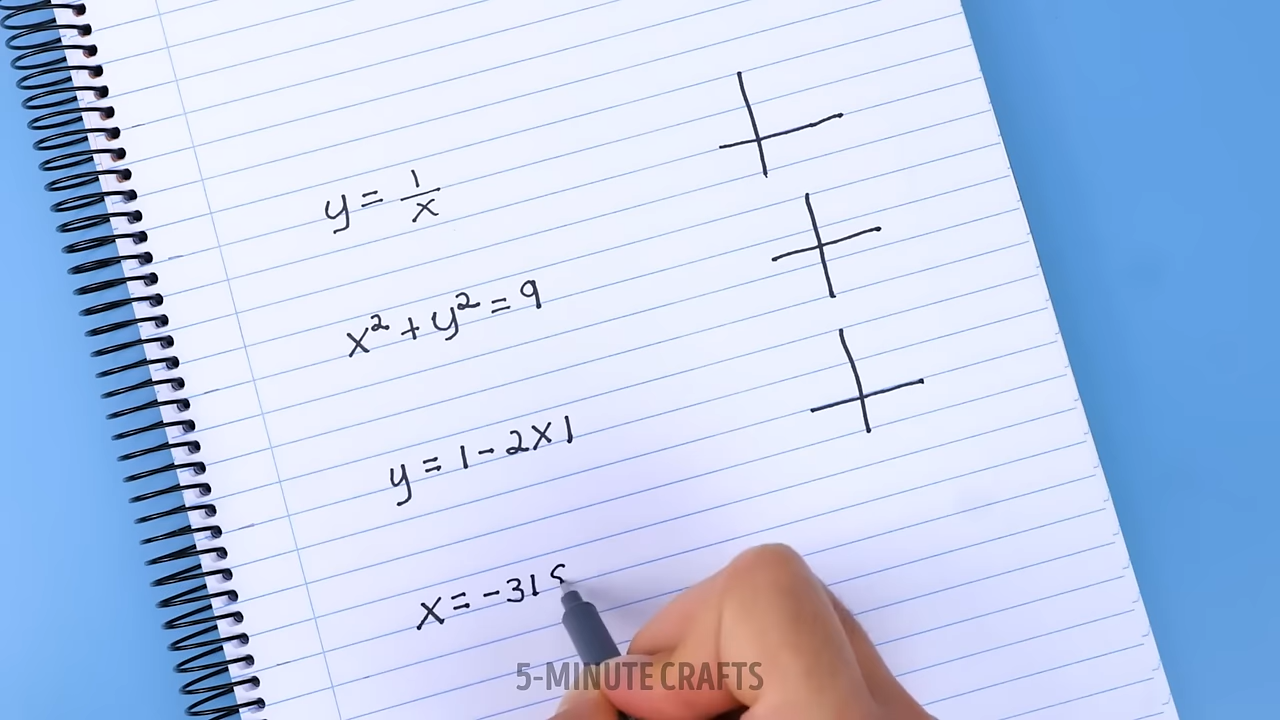 y = 1/x
x² + y² = 9
y = 1 - 2x1
x = -31
5-MINUTE CRAFTS